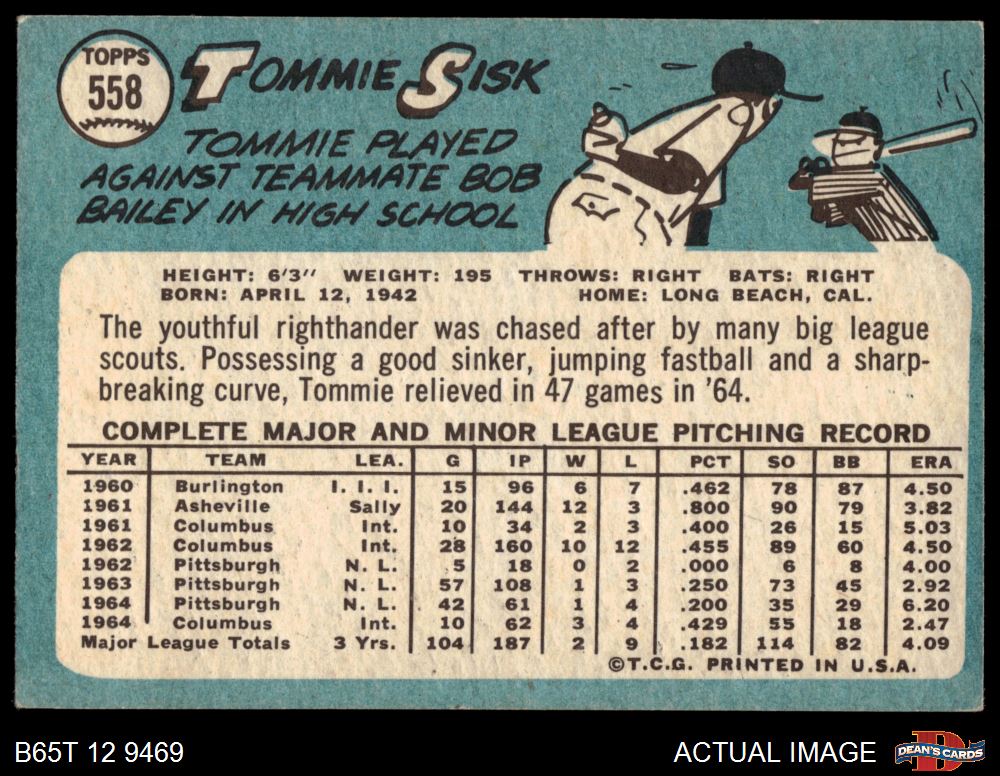 TOPPS
558
TOMMIE SISK
TOMMIE PLAYED
AGAINST TEAMMATE BOB
BAILEY IN HIGH SCHOOL
HEIGHT: 6'3" WEIGHT: 195 THROWS: RIGHT BATS: RIGHT
BORN: APRIL 12, 1942 HOME: LONG BEACH, CAL.
The youthful righthander was chased after by many big league
scouts. Possessing a good sinker, jumping fastball and a sharp-
breaking curve, Tommie relieved in 47 games in '64.
COMPLETE MAJOR AND MINOR LEAGUE PITCHING RECORD
YEAR TEAM LEA. G IP W L PCT SO BB ERA
1960 Burlington I. I. I. 15 96 6 7 .462 78 87 4.50
1961 Asheville Sally 20 144 12 3 .800 90 79 3.82
1961 Columbus Int. 10 34 2 3 .400 26 15 5.03
1962 Columbus Int. 28 160 10 12 .455 89 60 4.50
1962 Pittsburgh N. L. 5 18 0 2 .000 6 8 4.00
1963 Pittsburgh N. L. 57 108 1 3 .250 73 45 2.92
1964 Pittsburgh N. L. 42 61 1 4 .200 35 29 6.20
1964 Columbus Int. 10 62 3 4 .429 55 18 2.47
Major League Totals 3 Yrs. 104 187 2 9 .182 114 82 4.09
©T.C.G. PRINTED IN U.S.A.
B65T 12 9469
ACTUAL IMAGE
DEAN'S CARDS